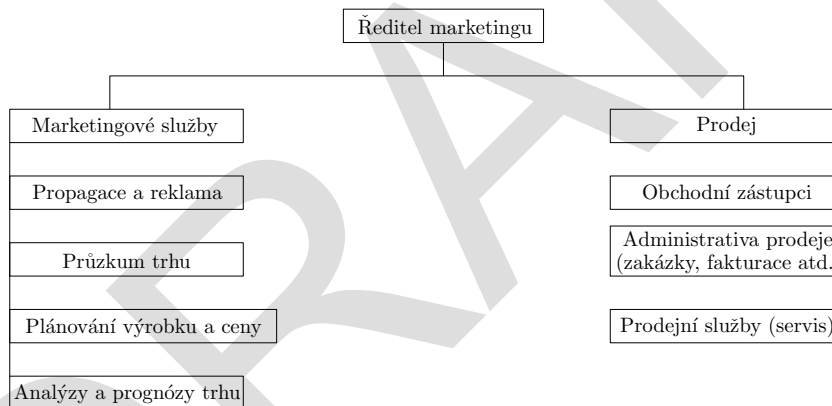 Ředitel marketingu
Marketingové služby
Prodej
Propagace a reklama
Obchodní zástupci
Průzkum trhu
Administrativa prodeje
(zakázky, fakturace atd.
Plánování výrobku a ceny
Prodejní služby (servis)
Analýzy a prognózy trhu